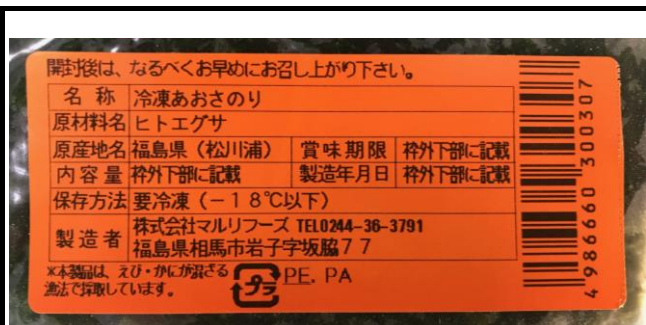 開封後は、なるべくお早めにお召し上がり下さい。
名 称 冷凍あおさのり
原材料名 ヒトエグサ
原産地名 福島県（松川浦） 賞味期限 枠外下部に記載
内容量 枠外下部に記載 製造年月日 枠外下部に記載
保存方法 要冷凍（－１８℃以下）
製造者 株式会社マルリフーズ TEL0244-36-3791
福島県相馬市岩子字坂脇７７
※本製品は、えび・かにが混ざる
漁法で採取しています。
プラ PE、PA
4986660300307